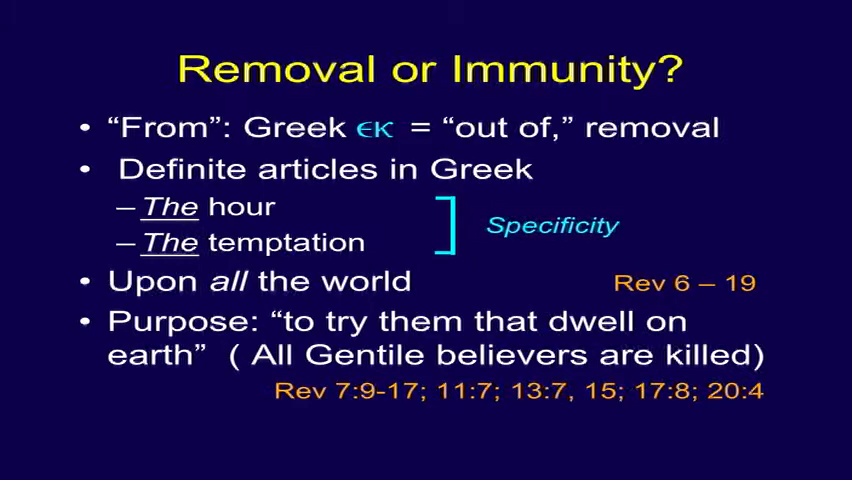 Removal or Immunity?
• “From”: Greek ϵκ = “out of,” removal
• Definite articles in Greek
– The hour
– The temptation
Specificity
• Upon all the world
Rev 6 – 19
• Purpose: “to try them that dwell on
earth” ( All Gentile believers are killed)
Rev 7:9-17; 11:7; 13:7, 15; 17:8; 20:4